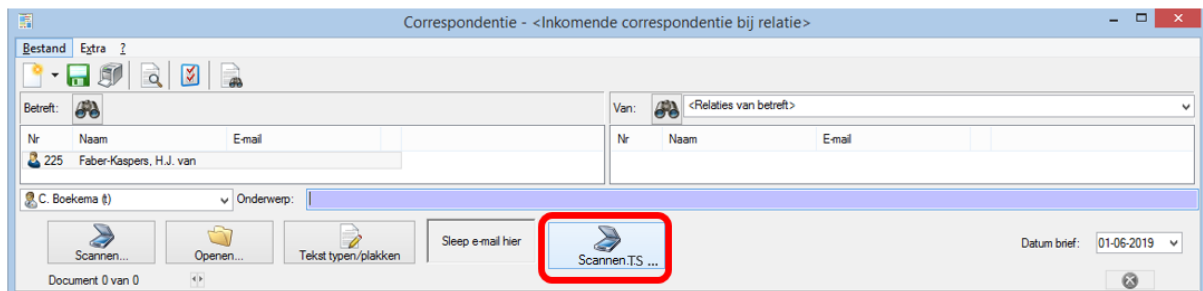 Correspondentie - <Inkomende correspondentie bij relatie>
Bestand Extra ?
Betreft: Van: <Relaties van betreft>
Nr Naam E-mail Nr Naam E-mail
225 Faber-Kaspers, H.J. van
C. Boekema (t) Onderwerp:
Scannen... Openen... Tekst typen/plakken Sleep e-mail hier Scannen.TS ... Datum brief: 01-06-2019
Document 0 van 0